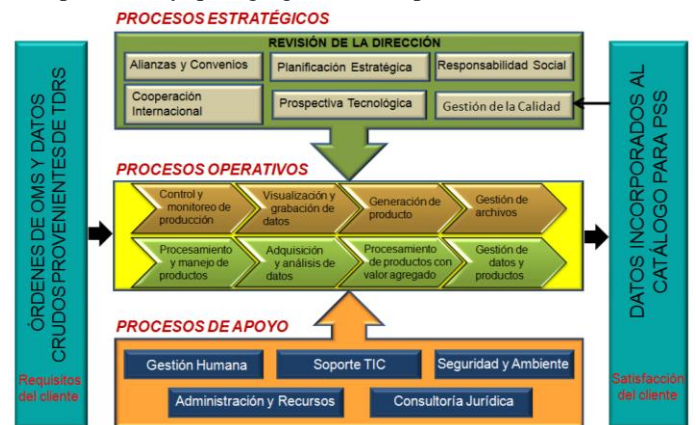 PROCESOS ESTRATÉGICOS
REVISIÓN DE LA DIRECCIÓN
Alianzas y Convenios
Planificación Estratégica
Responsabilidad Social
Cooperación
Internacional
Prospectiva Tecnológica
Gestión de la Calidad
ÓRDENES DE OMS Y DATOS
CRUDOS PROVENIENTES DE TDRS
Requisitos
del cliente
PROCESOS OPERATIVOS
Control y
monitoreo de
producción
Visualización y
grabación de
datos
Generación de
producto
Gestión de
archivos
Procesamiento
y manejo de
productos
Adquisición
y análisis de
datos
Procesamiento
de productos con
valor agregado
Gestión de
datos y
productos
PROCESOS DE APOYO
Gestión Humana
Soporte TIC
Seguridad y Ambiente
Administración y Recursos
Consultoría Jurídica
DATOS INCORPORADOS AL
CATÁLOGO PARA PSS
Satisfacción
del cliente